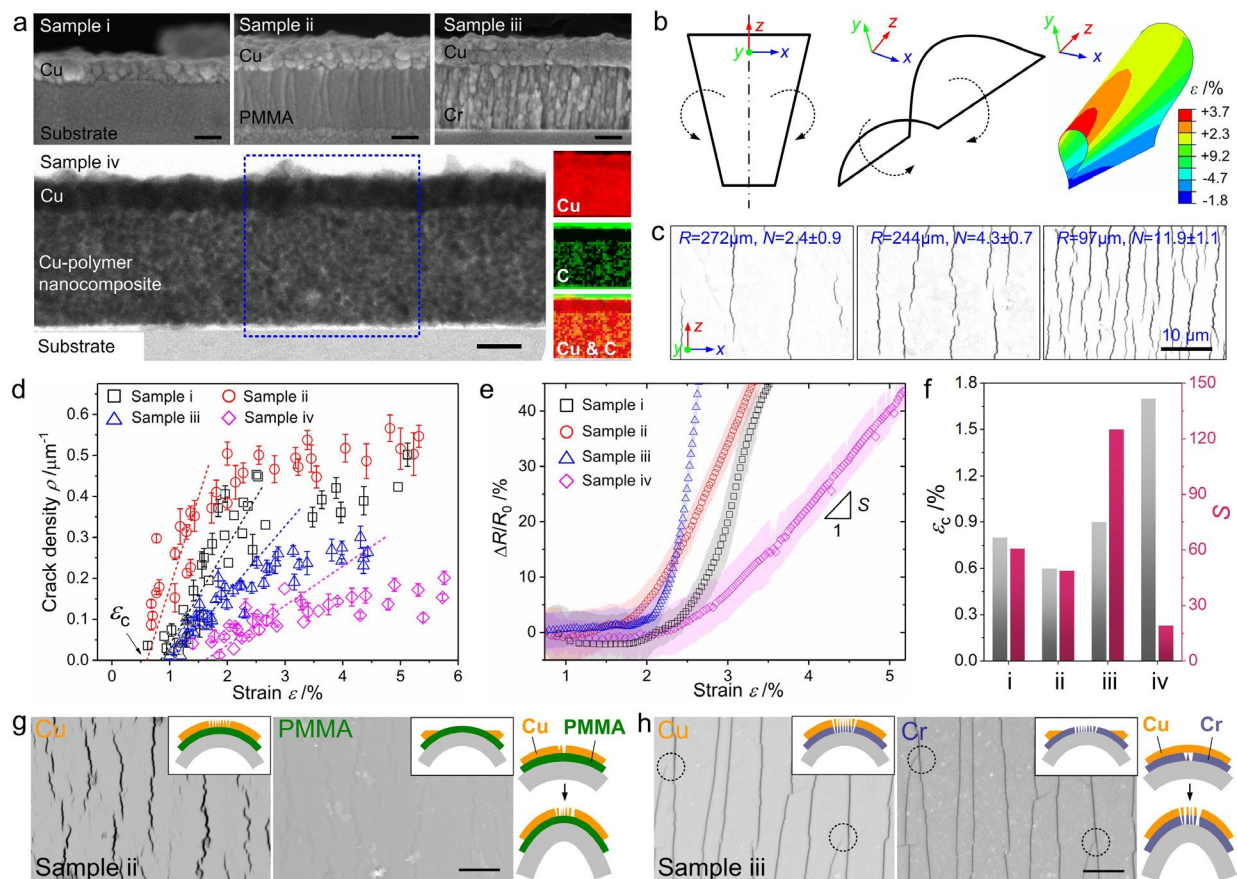 a
Sample i
Cu
Substrate
Sample ii
Cu
PMMA
Sample iii
Cu
Cr
Sample iv
Cu
Cu-polymer
nanocomposite
Substrate
Cu
C
Cu & C
b
z
y
x
y
z
x
y
z
x
ε /%
+3.7
+2.3
+9.2
-4.7
-1.8
c
R=272μm, N=2.4±0.9
z
y
x
R=244μm, N=4.3±0.7
R=97μm, N=11.9±1.1
10 μm
d
Sample i
Sample ii
Sample iii
Sample iv
Crack density ρ /μm⁻¹
0.6
0.5
0.4
0.3
0.2
0.1
0.0
εc
0 1 2 3 4 5 6
Strain ε /%
e
Sample i
Sample ii
Sample iii
Sample iv
ΔR/R₀ /%
40
30
20
10
0
S
1
1 2 3 4 5
Strain ε /%
f
εc /%
1.8
1.5
1.2
0.9
0.6
0.3
0.0
S
150
120
90
60
30
0
i ii iii iv
g
Cu
Sample ii
PMMA
Cu
PMMA
h
Cu
Sample iii
Cr
Cu
Cr